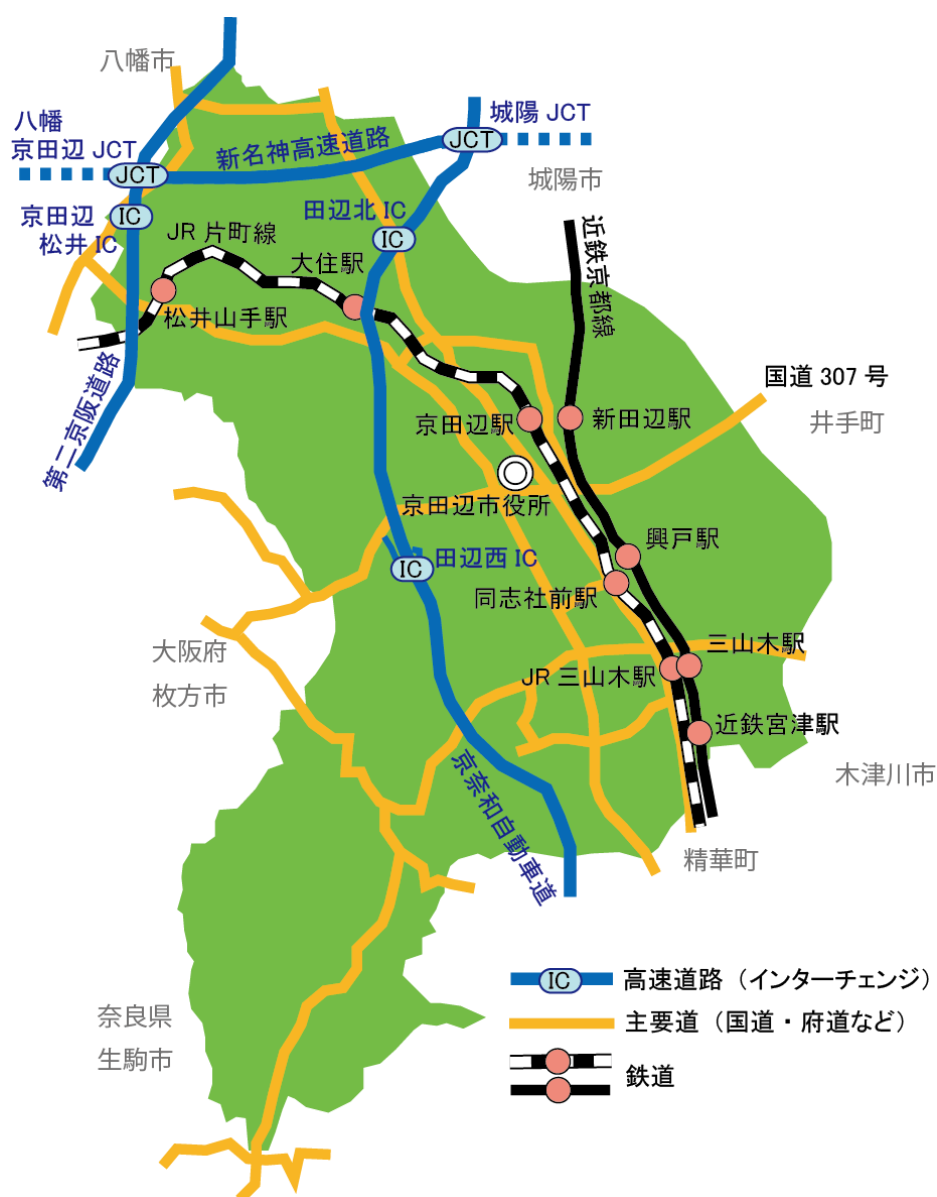 八幡市
八幡
京田辺 JCT
JCT
新名神高速道路
城陽 JCT
JCT
城陽市
京田辺
松井 IC
IC
田辺北 IC
IC
JR 片町線
大住駅
松井山手駅
近鉄京都線
第二京阪道路
国道 307 号
井手町
京田辺駅
新田辺駅
京田辺市役所
興戸駅
田辺西 IC
IC
同志社前駅
大阪府
枚方市
三山木駅
JR 三山木駅
近鉄宮津駅
木津川市
京奈和自動車道
精華町
奈良県
生駒市
IC
高速道路（インターチェンジ）
主要道（国道・府道など）
鉄道